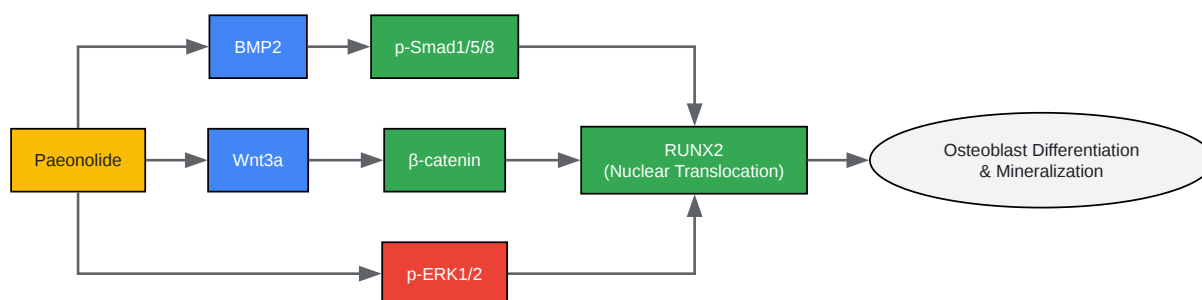 BMP2
p-Smad1/5/8
Paeonolide
Wnt3a
β-catenin
RUNX2
(Nuclear Translocation)
Osteoblast Differentiation
& Mineralization
p-ERK1/2